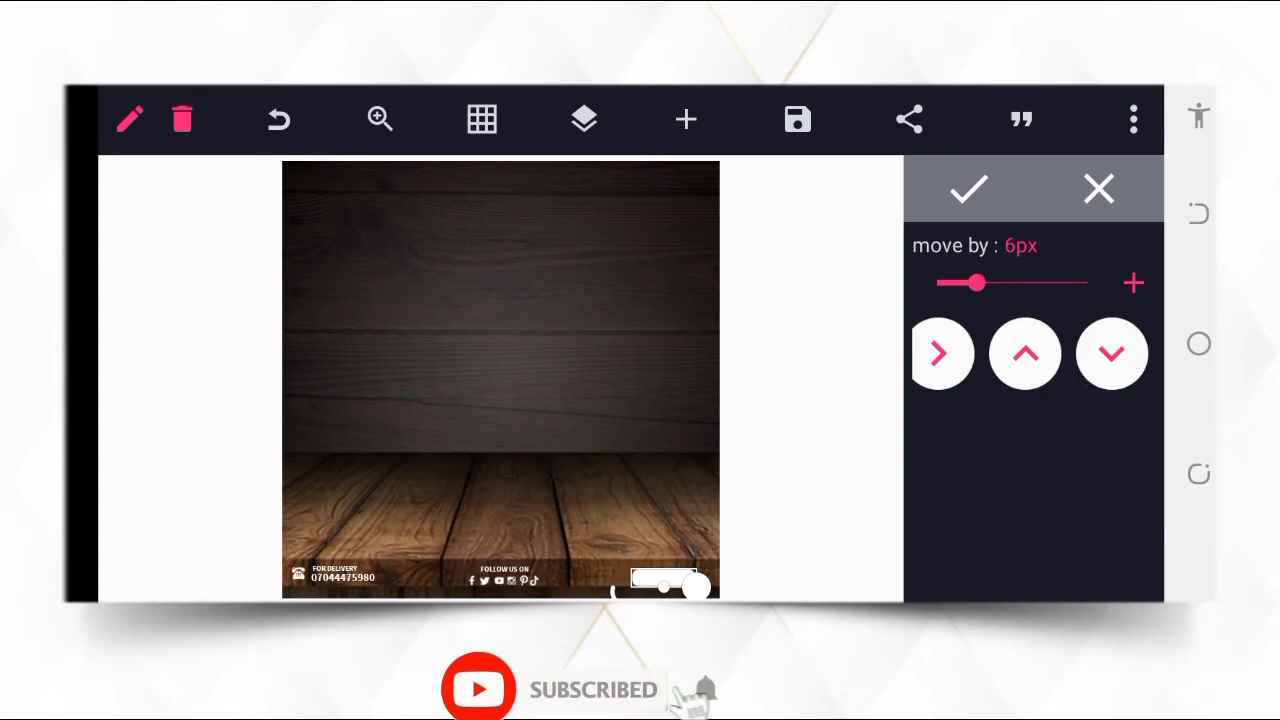 move by : 6px
FOR DELIVERY
07044475980
FOLLOW US ON
SUBSCRIBED